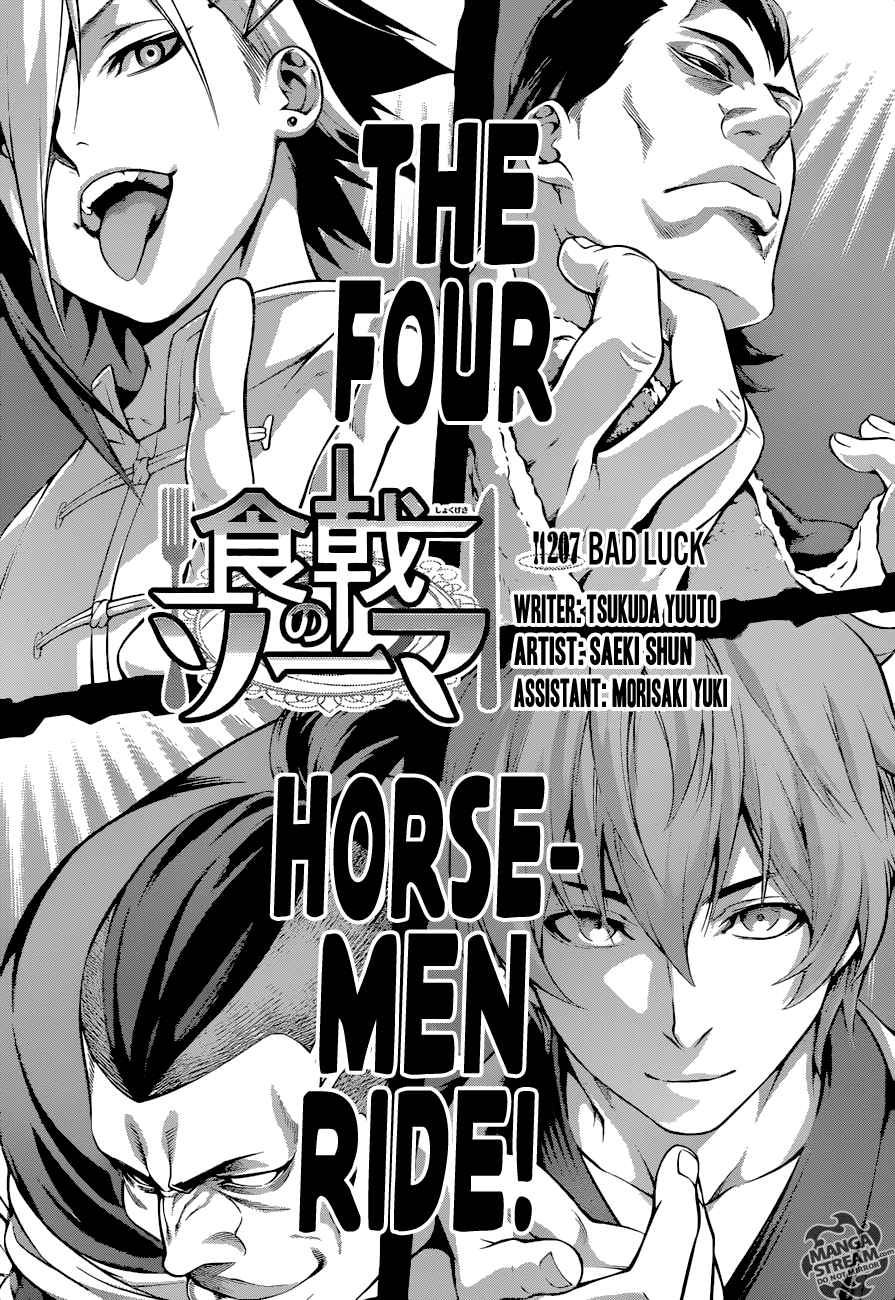 THE
FOUR
しょくげき
食戟の
ソーマ
207 BAD LUCK
WRITER: TSUKUDA YUUTO
ARTIST: SAEKI SHUN
ASSISTANT: MORISAKI YUKI
HORSE-
MEN
RIDE!
MANGA
STREAM.COM
DO NOT MIRROR